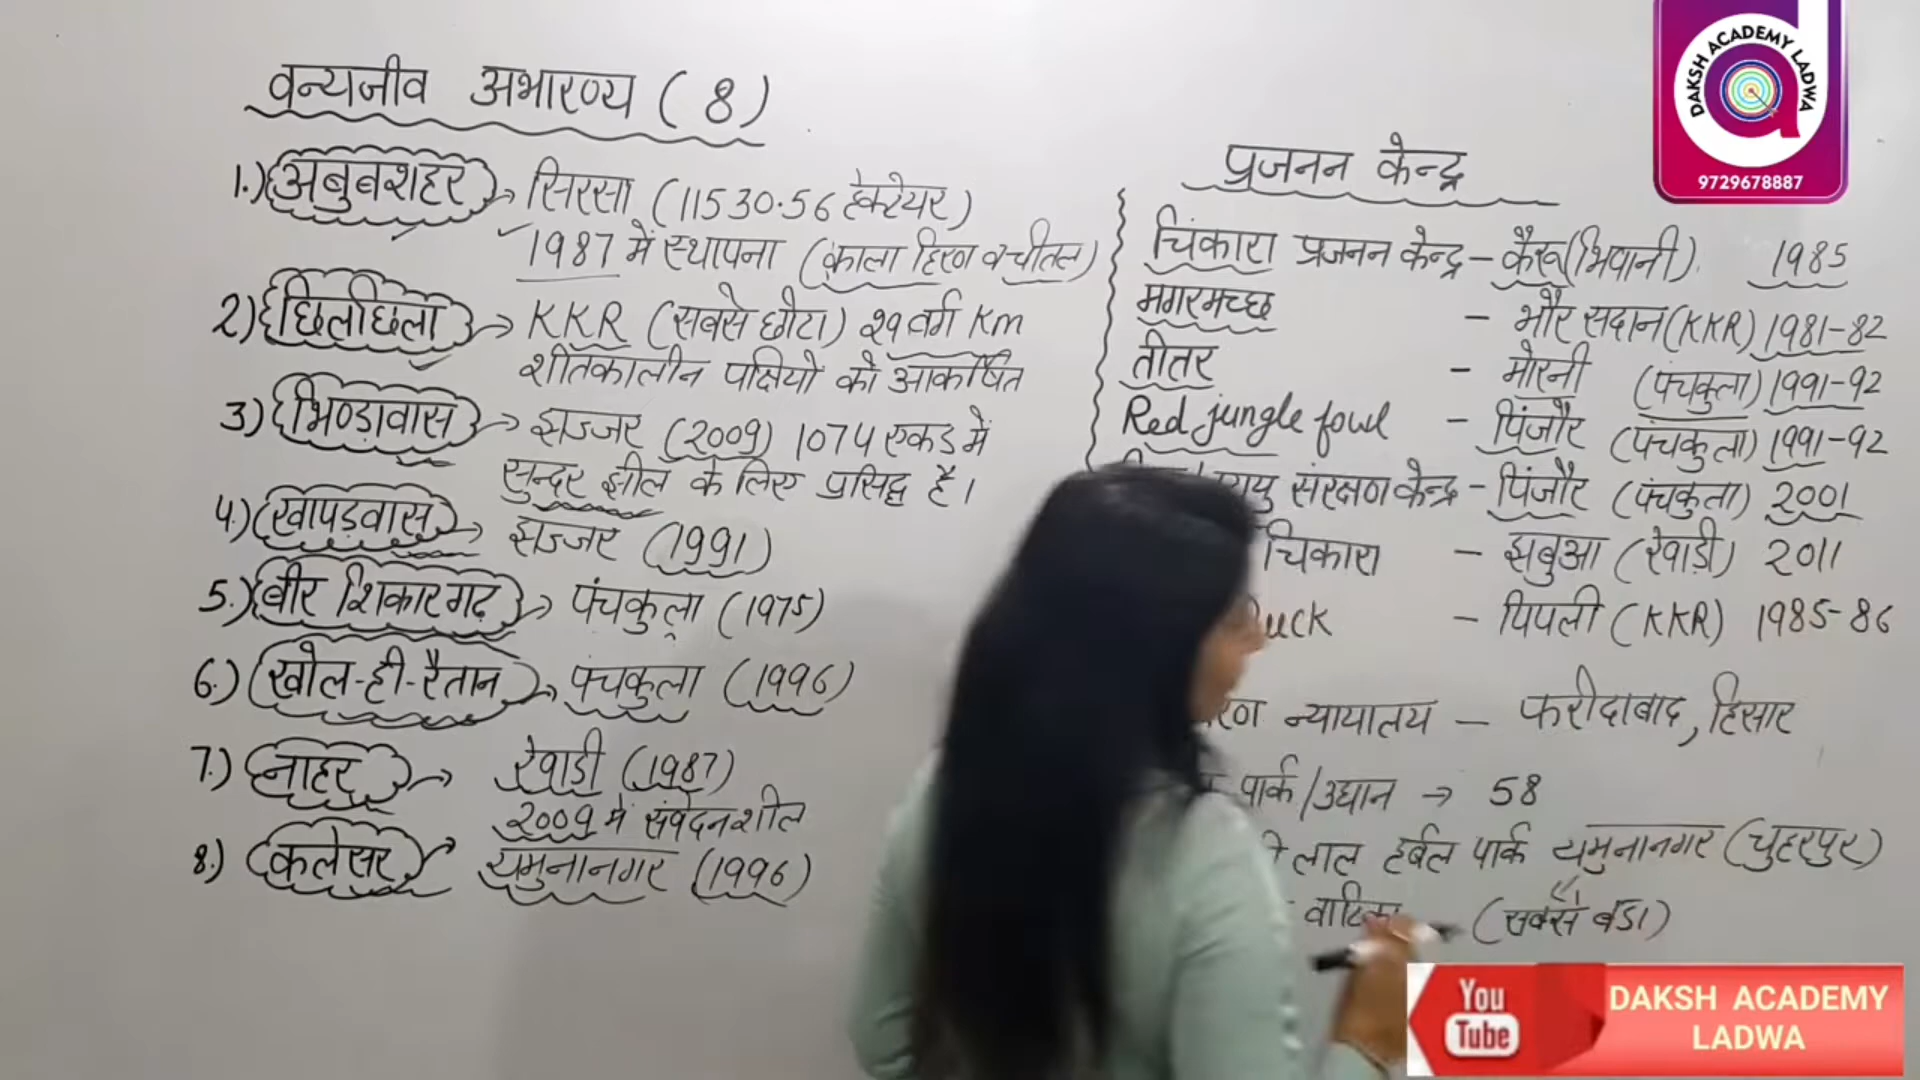 वन्यजीव अभारण्य (8)
1.) अबुबशहर → सिरसा (11530.56 हेक्टेयर)
1987 में स्थापना (काला हिरण व चीतल)
2) छिलछिला → KKR (सबसे छोटा) २९ वर्ग Km
शीतकालीन पक्षियों को आकर्षित
3) भिण्डावास → झज्जर (2009) 1074 एकड में
सुन्दर झील के लिए प्रसिद्ध है।
4.) खापड़वास → झज्जर (1991)
5.) बीर शिकारगढ़ → पंचकुला (1975)
6.) खोल-ही-रैतान → पंचकुला (1996)
7.) नाहर → रेवाडी (1987)
2009 में संवेदनशील
8.) कलेसर → यमुनानगर (1996)
प्रजनन केन्द्र
चिंकारा प्रजनन केन्द्र - कैरू (भिवानी). 1985
मगरमच्छ - भौर सदान (KKR) 1981-82
तीतर - मोरनी (पंचकुला) 1991-92
Red jungle fowl - पिंजौर (पंचकुला) 1991-92
संरक्षण केन्द्र - पिंजौर (पंचकुला) 2001
चिकारा - झबुआ (रेवाड़ी) 2011
uck - पिपली (KKR) 1985-86
न्यायालय - फरीदाबाद, हिसार
पार्क/उद्यान → 58
लाल हर्बल पार्क यमुनानगर (चुहरपुर)
(सबसे बडा)
DAKSH ACADEMY LADWA
9729678887
You Tube
DAKSH ACADEMY
LADWA